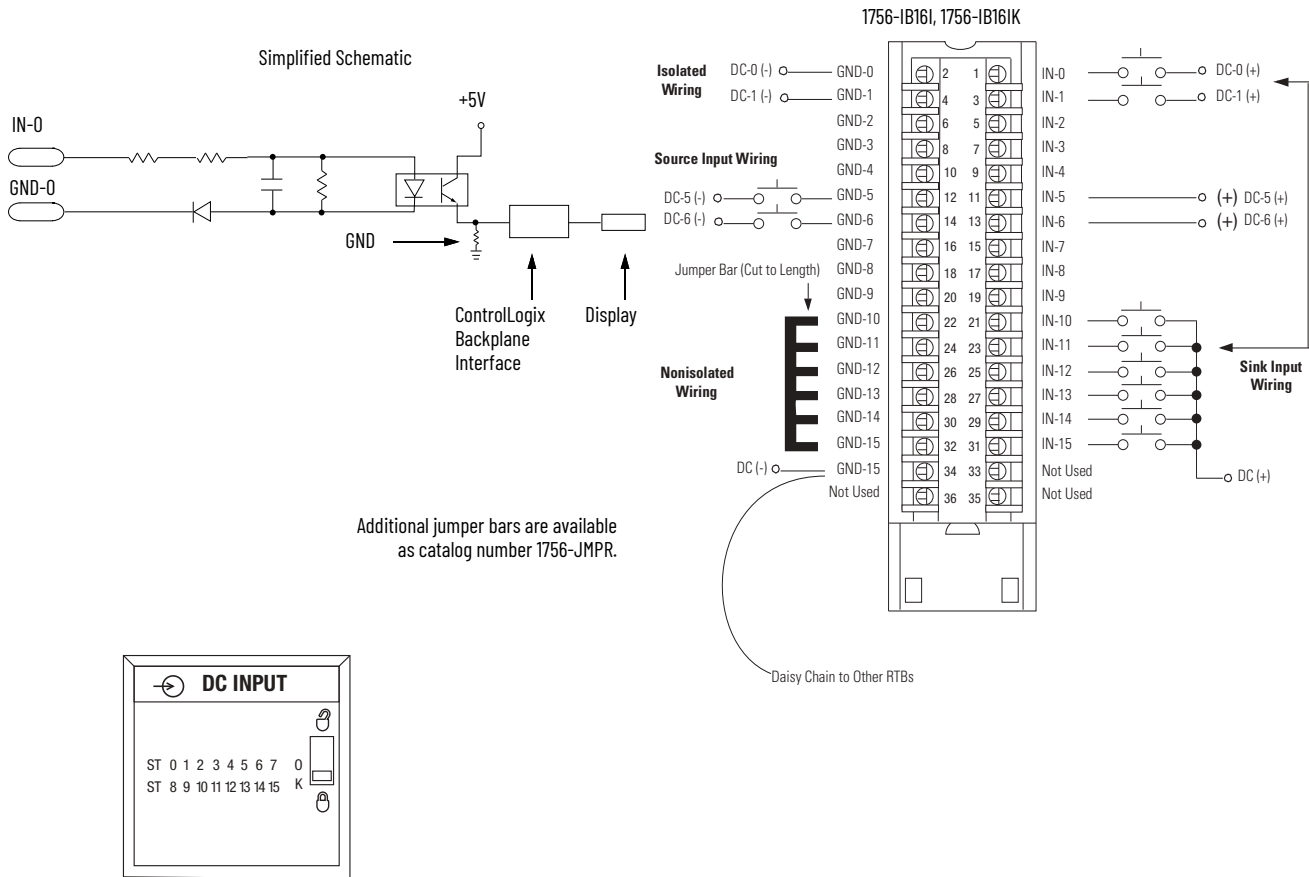 1756-IB16I, 1756-IB16IK
Simplified Schematic
+5V
IN-0
GND-0
GND
ControlLogix
Backplane
Interface
Display
Additional jumper bars are available
as catalog number 1756-JMPR.
Isolated
Wiring
DC-0 (-)
DC-1 (-)
Source Input Wiring
DC-5 (-)
DC-6 (-)
Jumper Bar (Cut to Length)
Nonisolated
Wiring
DC (-)
Daisy Chain to Other RTBs
GND-0 2 1 IN-0
GND-1 4 3 IN-1
GND-2 6 5 IN-2
GND-3 8 7 IN-3
GND-4 10 9 IN-4
GND-5 12 11 IN-5
GND-6 14 13 IN-6
GND-7 16 15 IN-7
GND-8 18 17 IN-8
GND-9 20 19 IN-9
GND-10 22 21 IN-10
GND-11 24 23 IN-11
GND-12 26 25 IN-12
GND-13 28 27 IN-13
GND-14 30 29 IN-14
GND-15 32 31 IN-15
GND-15 34 33 Not Used
Not Used 36 35 Not Used
DC-0 (+)
DC-1 (+)
(+) DC-5 (+)
(+) DC-6 (+)
Sink Input
Wiring
DC (+)
DC INPUT
ST 0 1 2 3 4 5 6 7 O
ST 8 9 10 11 12 13 14 15 K